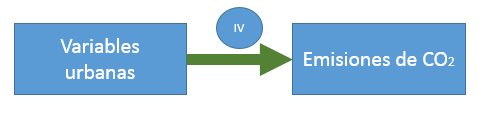 IV
Variables
urbanas
Emisiones de CO₂